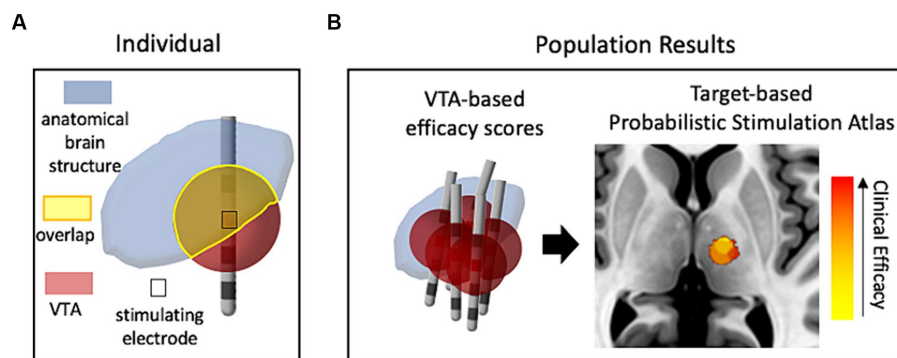 A
Individual
anatomical
brain
structure
overlap
VTA
stimulating
electrode
B
Population Results
VTA-based
efficacy scores
Target-based
Probabilistic Stimulation Atlas
Clinical Efficacy